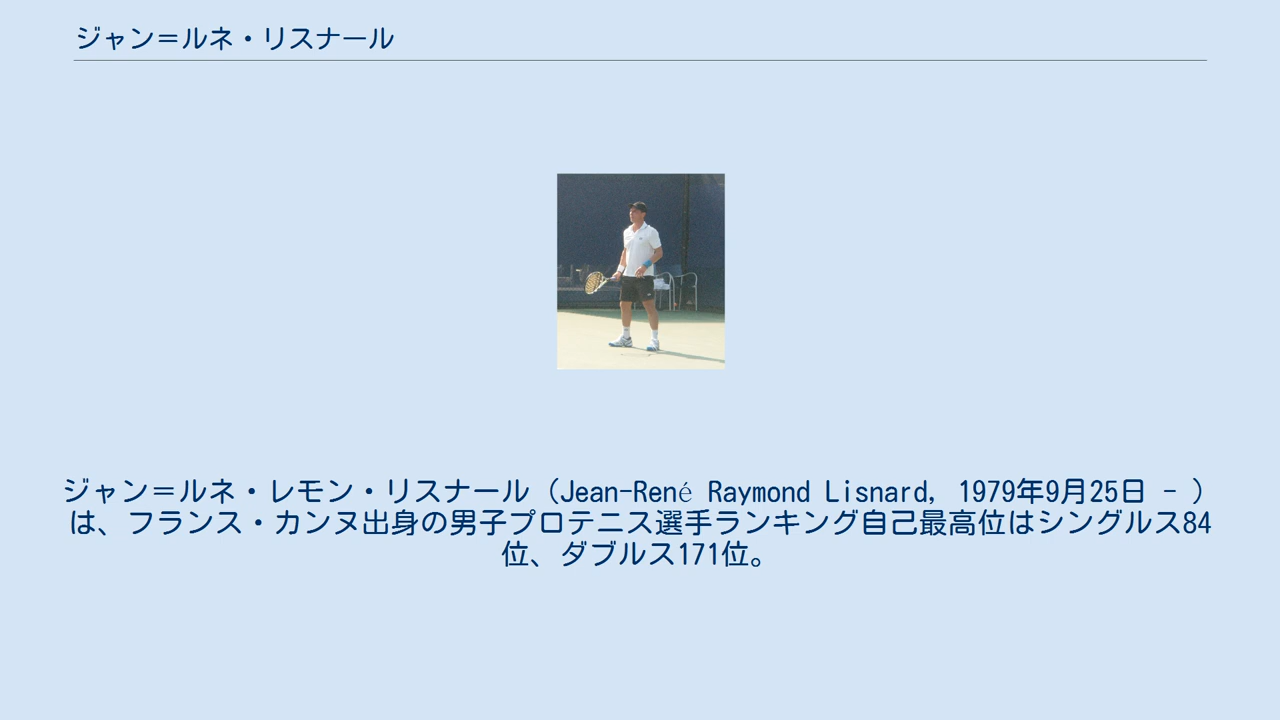 ジャン＝ルネ・リスナール
ジャン＝ルネ・レモン・リスナール（Jean-René Raymond Lisnard, 1979年9月25日 - ）
は、フランス・カンヌ出身の男子プロテニス選手ランキング自己最高位はシングルス84
位、ダブルス171位。